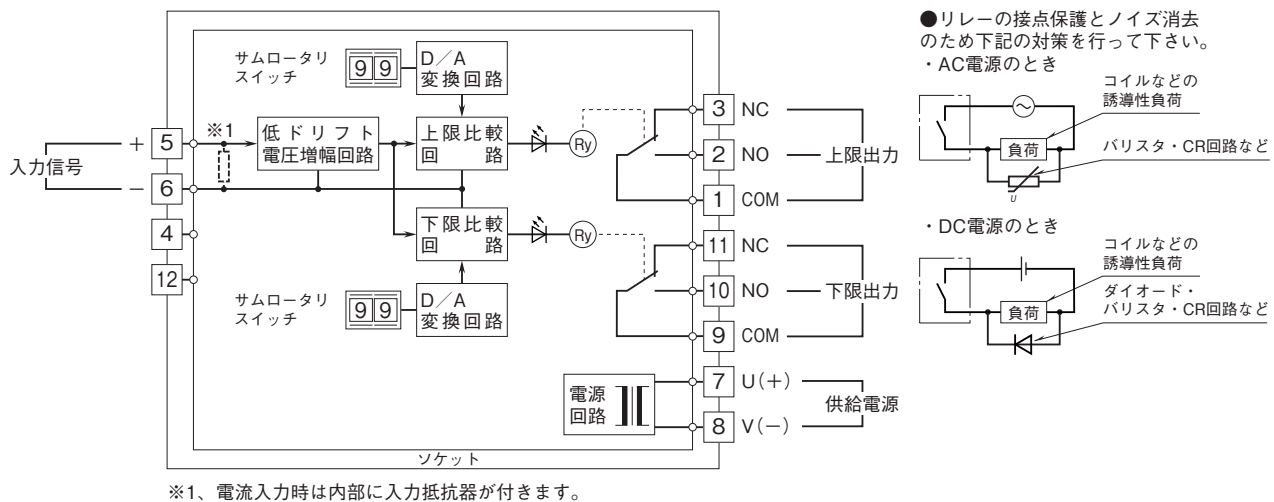 サムロータリ
スイッチ
9 9
D/A
変換回路
入力信号
+ 5
※1
低ドリフト
電圧増幅回路
上限比較
回路
Ry
3 NC
2 NO
1 COM
上限出力
− 6
4
12
下限比較
回路
Ry
11 NC
10 NO
9 COM
下限出力
サムロータリ
スイッチ
9 9
D/A
変換回路
電源
回路
7 U(+)
8 V(−)
供給電源
ソケット
※1、電流入力時は内部に入力抵抗器が付きます。
●リレーの接点保護とノイズ消去
のため下記の対策を行って下さい。
・AC電源のとき
コイルなどの
誘導性負荷
負荷
バリスタ・CR回路など
U
・DC電源のとき
コイルなどの
誘導性負荷
負荷
ダイオード・
バリスタ・CR回路など